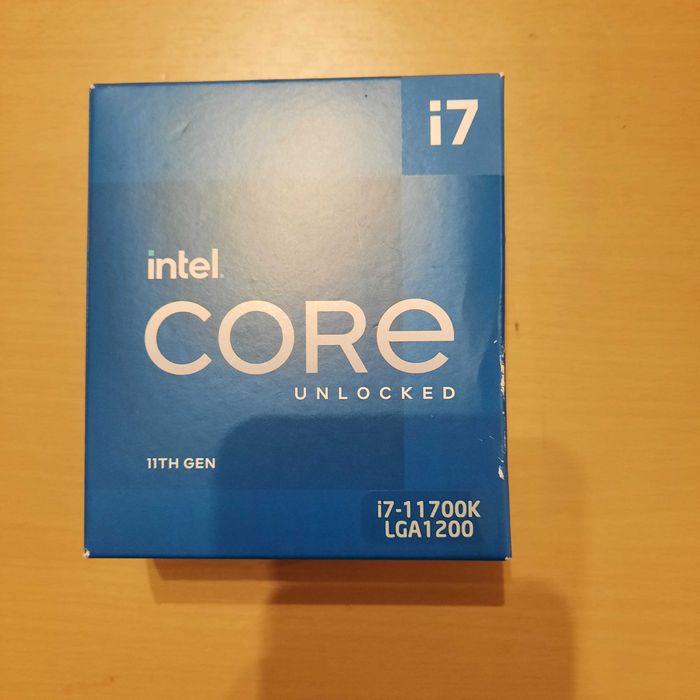 i7
intel
CORe
UNLOCKED
11TH GEN
i7-11700K
LGA1200